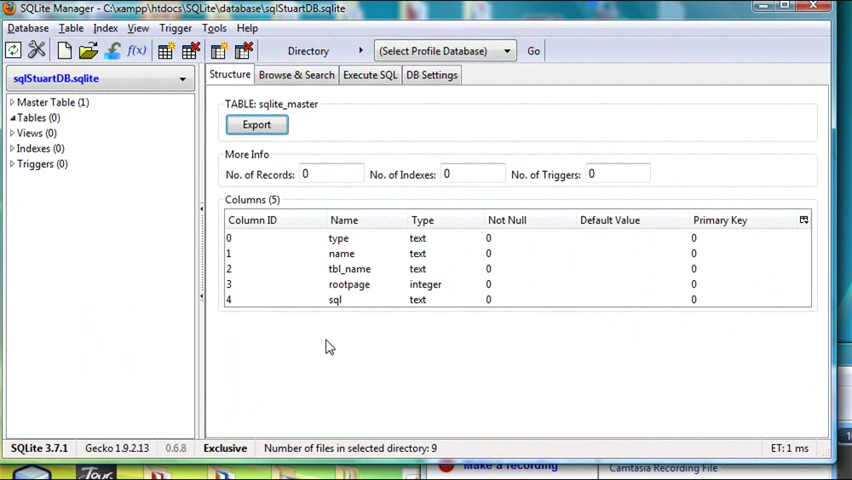 SQLite Manager - C:\xampp\htdocs\SQLite\database\sqlStuartDB.sqlite
Database Table Index View Trigger Tools Help
f(x) Directory (Select Profile Database) Go
sqlStuartDB.sqlite
Structure Browse & Search Execute SQL DB Settings
Master Table (1)
Tables (0)
Views (0)
Indexes (0)
Triggers (0)
TABLE: sqlite_master
Export
More Info
No. of Records: 0 No. of Indexes: 0 No. of Triggers: 0
Columns (5)
Column ID Name Type Not Null Default Value Primary Key
0 type text 0 0
1 name text 0 0
2 tbl_name text 0 0
3 rootpage integer 0 0
4 sql text 0 0
SQLite 3.7.1 Gecko 1.9.2.13 0.6.8 Exclusive Number of files in selected directory: 9 ET: 1 ms
Tour
Make a recording
Camtasia Recording File